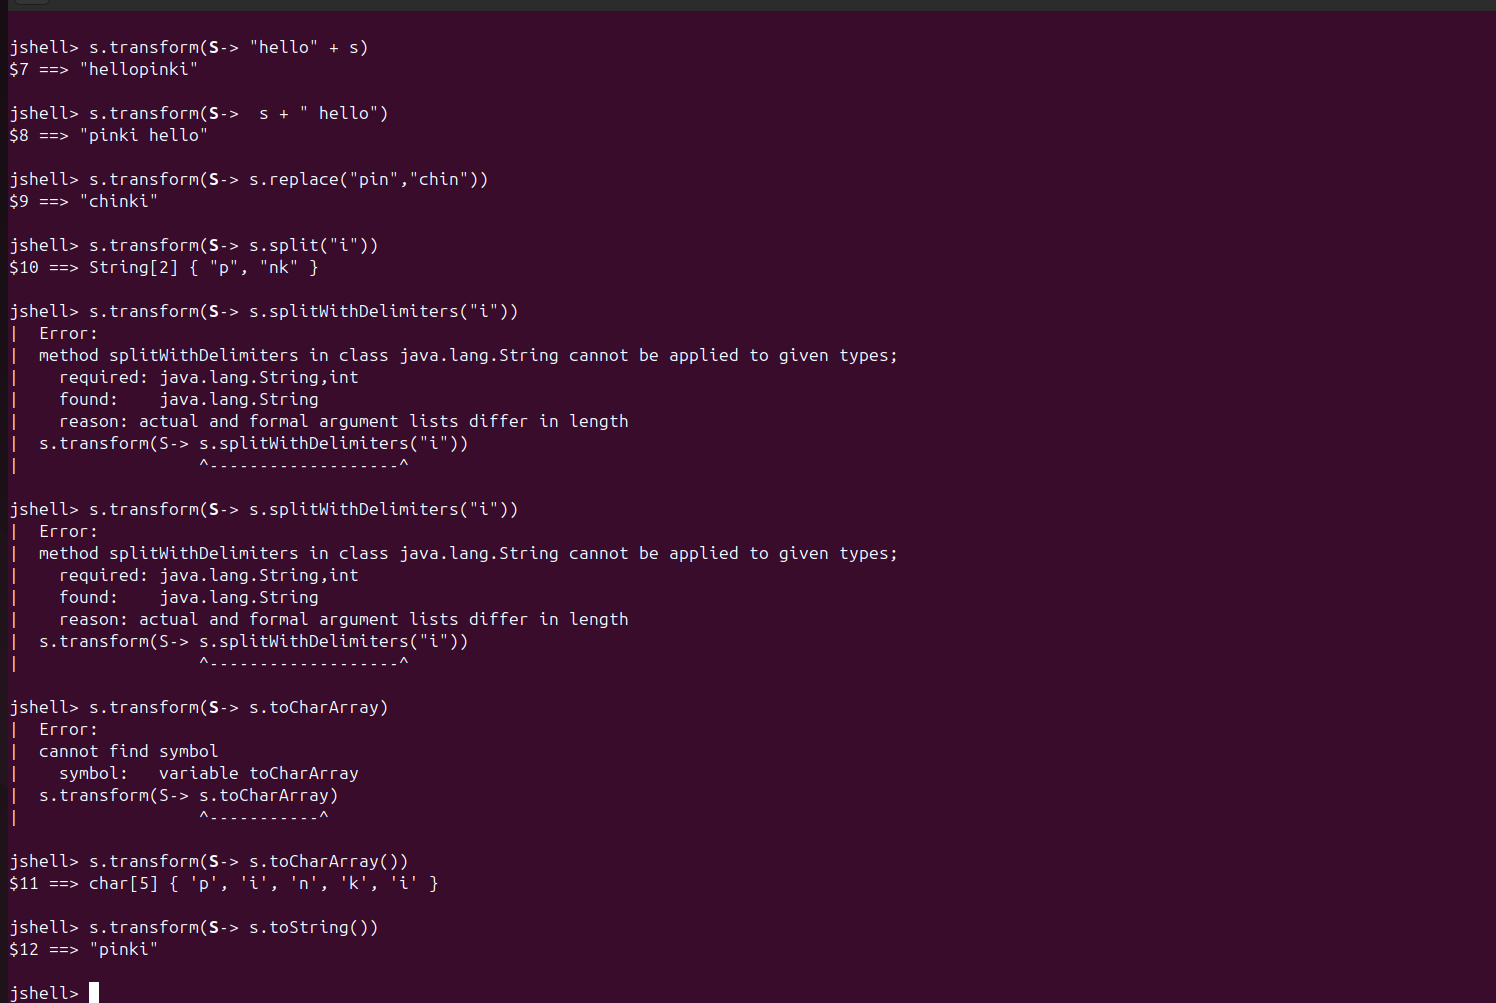 jshell> s.transform(S-> "hello" + s)
$7 ==> "hellopinki"
jshell> s.transform(S->  s + " hello")
$8 ==> "pinki hello"
jshell> s.transform(S-> s.replace("pin","chin"))
$9 ==> "chinki"
jshell> s.transform(S-> s.split("i"))
$10 ==> String[2] { "p", "nk" }
jshell> s.transform(S-> s.splitWithDelimiters("i"))
|  Error:
|  method splitWithDelimiters in class java.lang.String cannot be applied to given types;
|    required: java.lang.String,int
|    found:    java.lang.String
|    reason: actual and formal argument lists differ in length
|  s.transform(S-> s.splitWithDelimiters("i"))
|                  ^-------------------^
jshell> s.transform(S-> s.splitWithDelimiters("i"))
|  Error:
|  method splitWithDelimiters in class java.lang.String cannot be applied to given types;
|    required: java.lang.String,int
|    found:    java.lang.String
|    reason: actual and formal argument lists differ in length
|  s.transform(S-> s.splitWithDelimiters("i"))
|                  ^-------------------^
jshell> s.transform(S-> s.toCharArray)
|  Error:
|  cannot find symbol
|    symbol:   variable toCharArray
|  s.transform(S-> s.toCharArray)
|                  ^-----------^
jshell> s.transform(S-> s.toCharArray())
$11 ==> char[5] { 'p', 'i', 'n', 'k', 'i' }
jshell> s.transform(S-> s.toString())
$12 ==> "pinki"
jshell>